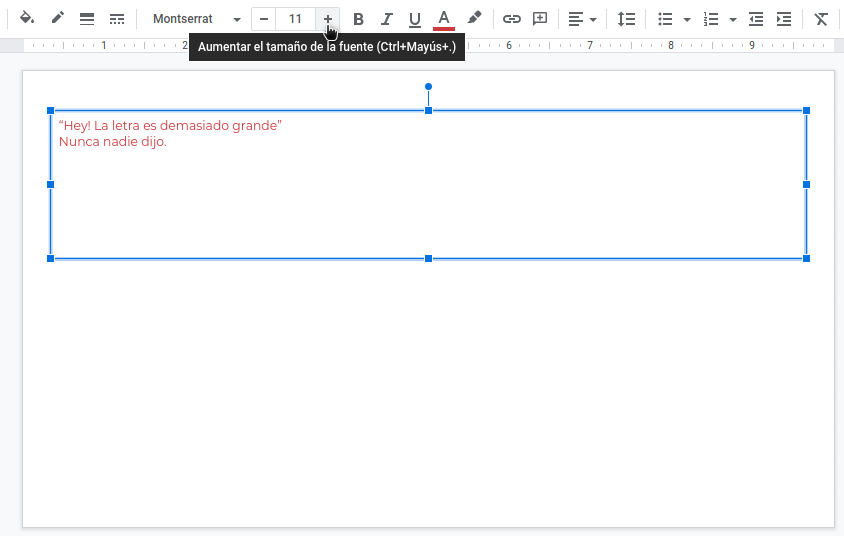 Montserrat
11
B I U A
Aumentar el tamaño de la fuente (Ctrl+Mayús+.)
1 2 6 7 8 9
“Hey! La letra es demasiado grande”
Nunca nadie dijo.